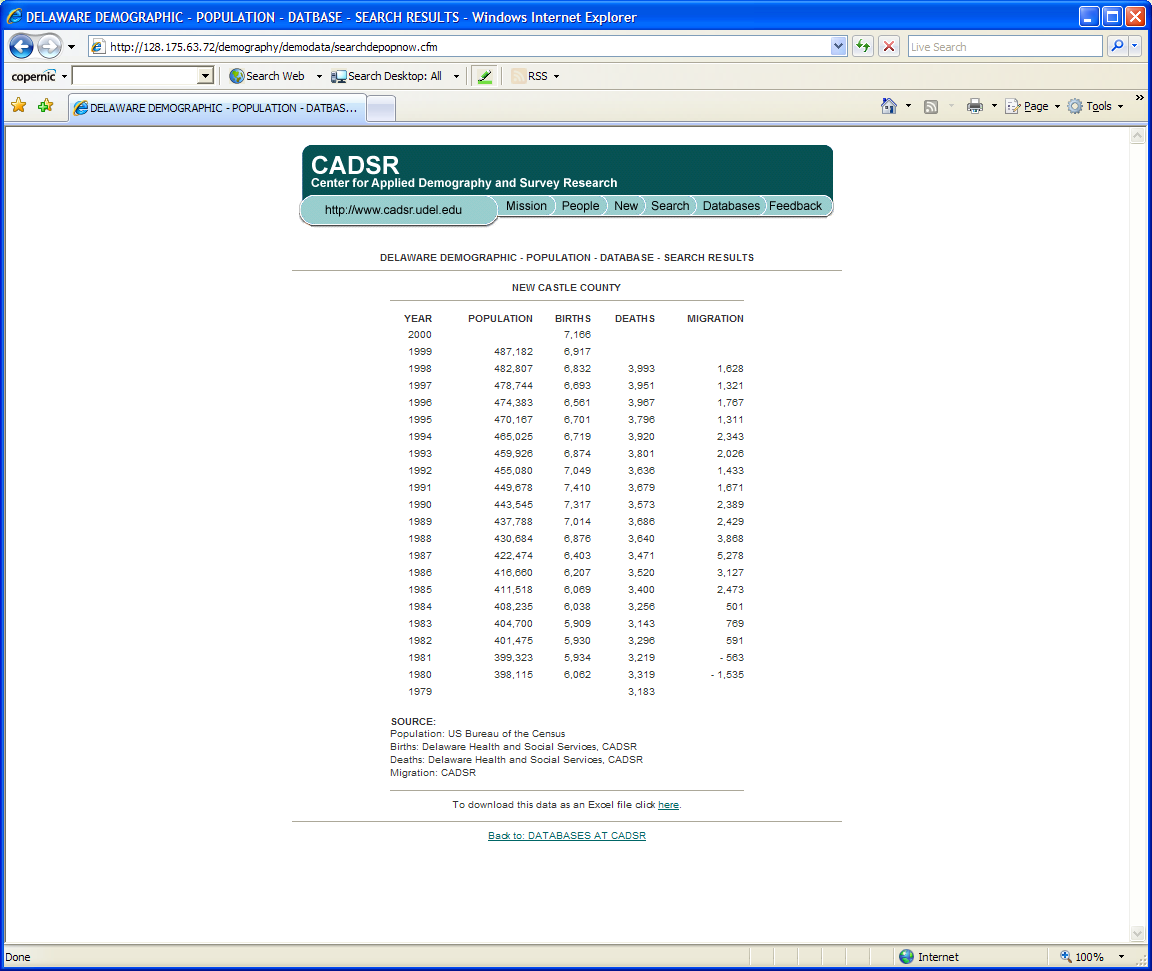 DELAWARE DEMOGRAPHIC - POPULATION - DATBASE - SEARCH RESULTS - Windows Internet Explorer
http://128.175.63.72/demography/demodata/searchdepopnow.cfm Live Search
copernic Search Web Search Desktop: All RSS
DELAWARE DEMOGRAPHIC - POPULATION - DATBAS... Page Tools »
CADSR
Center for Applied Demography and Survey Research
http://www.cadsr.udel.edu Mission People New Search Databases Feedback
DELAWARE DEMOGRAPHIC - POPULATION - DATABASE - SEARCH RESULTS
NEW CASTLE COUNTY
YEAR POPULATION BIRTHS DEATHS MIGRATION
2000 7,166
1999 487,182 6,917
1998 482,807 6,832 3,993 1,628
1997 478,744 6,693 3,951 1,321
1996 474,383 6,561 3,967 1,767
1995 470,167 6,701 3,796 1,311
1994 465,025 6,719 3,920 2,343
1993 459,926 6,874 3,801 2,026
1992 455,080 7,049 3,636 1,433
1991 449,678 7,410 3,679 1,671
1990 443,545 7,317 3,573 2,389
1989 437,788 7,014 3,686 2,429
1988 430,684 6,876 3,640 3,868
1987 422,474 6,403 3,471 5,278
1986 416,660 6,207 3,520 3,127
1985 411,518 6,069 3,400 2,473
1984 408,235 6,038 3,256 501
1983 404,700 5,909 3,143 769
1982 401,475 5,930 3,296 591
1981 399,323 5,934 3,219 - 563
1980 398,115 6,062 3,319 - 1,535
1979 3,183
SOURCE:
Population: US Bureau of the Census
Births: Delaware Health and Social Services, CADSR
Deaths: Delaware Health and Social Services, CADSR
Migration: CADSR
To download this data as an Excel file click here.
Back to: DATABASES AT CADSR
Done Internet 100%